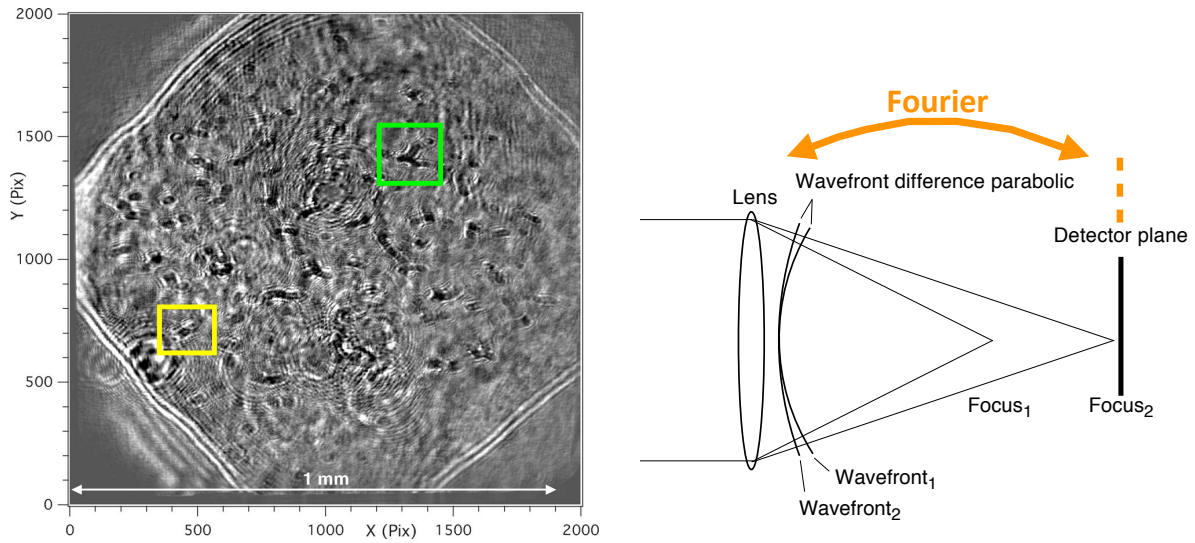 2000
1500
1000
500
0
Y (Pix)
1 mm
0
500
1000
1500
2000
X (Pix)
Fourier
Wavefront difference parabolic
Lens
Detector plane
Focus1
Focus2
Wavefront1
Wavefront2